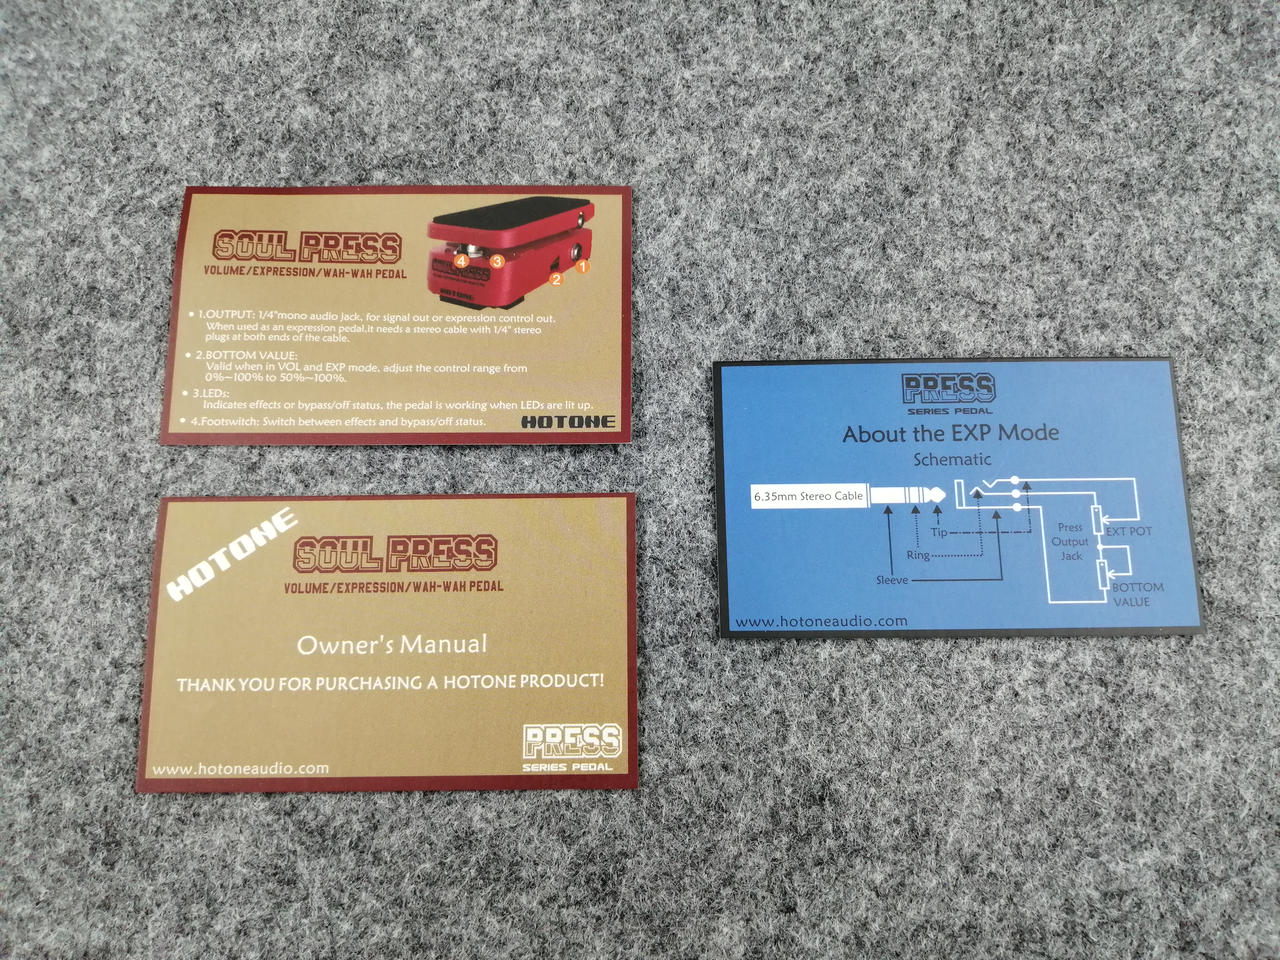 SOUL PRESS
VOLUME/EXPRESSION/WAH-WAH PEDAL
4
3
2
1
HOTONE
• 1.OUTPUT: 1/4"mono audio jack, for signal out or expression control out.
When used as an expression pedal,it needs a stereo cable with 1/4" stereo
plugs at both ends of the cable.
• 2.BOTTOM VALUE:
Valid when in VOL and EXP mode, adjust the control range from
0%~100% to 50%~100%.
• 3.LEDs:
Indicates effects or bypass/off status, the pedal is working when LEDs are lit up.
• 4.Footswitch: Switch between effects and bypass/off status.
HOTONE
HOTONE
SOUL PRESS
VOLUME/EXPRESSION/WAH-WAH PEDAL
Owner's Manual
THANK YOU FOR PURCHASING A HOTONE PRODUCT!
PRESS
SERIES PEDAL
www.hotoneaudio.com
PRESS
SERIES PEDAL
About the EXP Mode
Schematic
6.35mm Stereo Cable
Tip
Ring
Sleeve
Press
Output
Jack
EXT POT
BOTTOM
VALUE
www.hotoneaudio.com